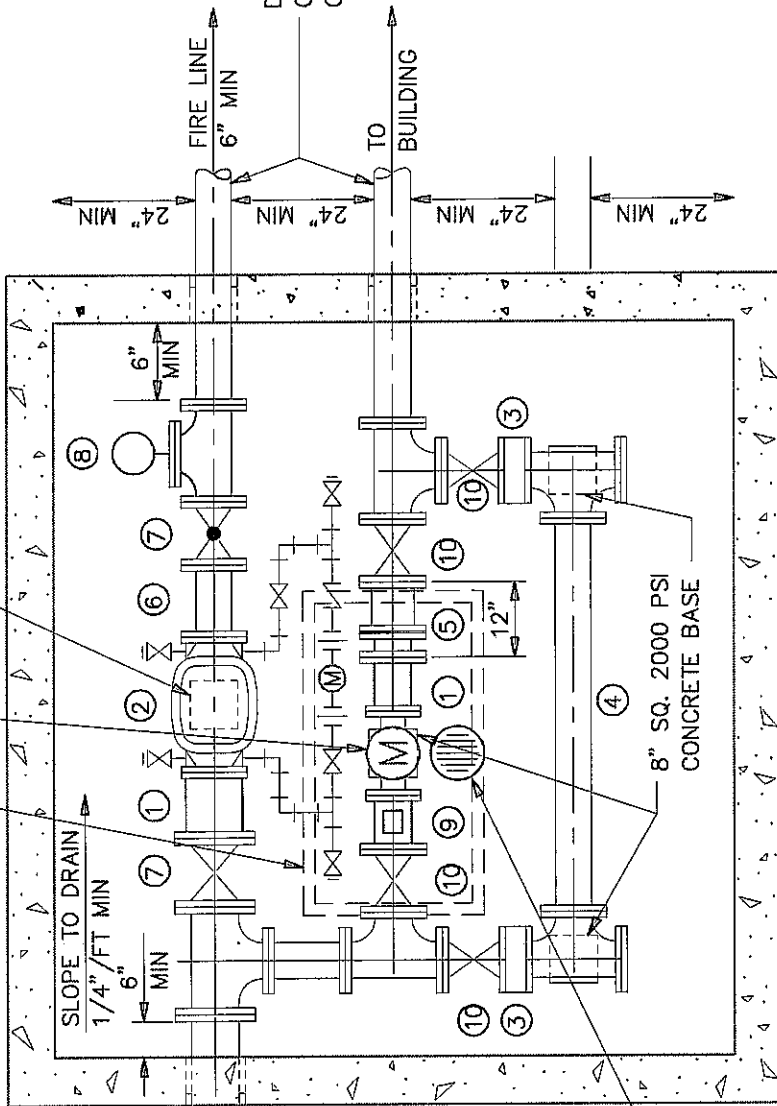 SLOPE TO DRAIN
1/4"/FT MIN
6"
MIN
7
1
2
6
7
8
6"
MIN
24" MIN
FIRE LINE
6" MIN
24" MIN
TO
BUILDING
24" MIN
24" MIN
D
C
C
M
10
9
M
1
5
12"
10
10
3
10
3
4
8" SQ. 2000 PSI
CONCRETE BASE